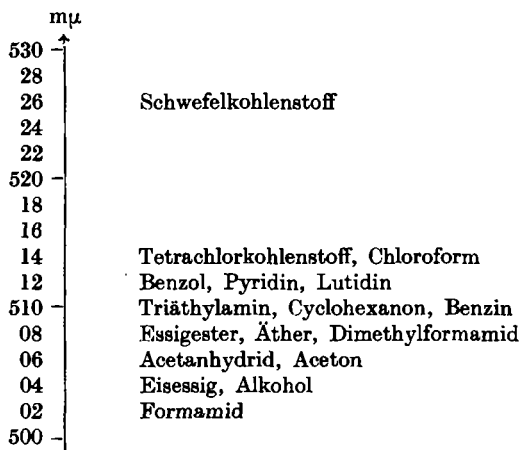 mμ
530
28
26 Schwefelkohlenstoff
24
22
520
18
16
14 Tetrachlorkohlenstoff, Chloroform
12 Benzol, Pyridin, Lutidin
510 Triäthylamin, Cyclohexanon, Benzin
08 Essigester, Äther, Dimethylformamid
06 Acetanhydrid, Aceton
04 Eisessig, Alkohol
02 Formamid
500